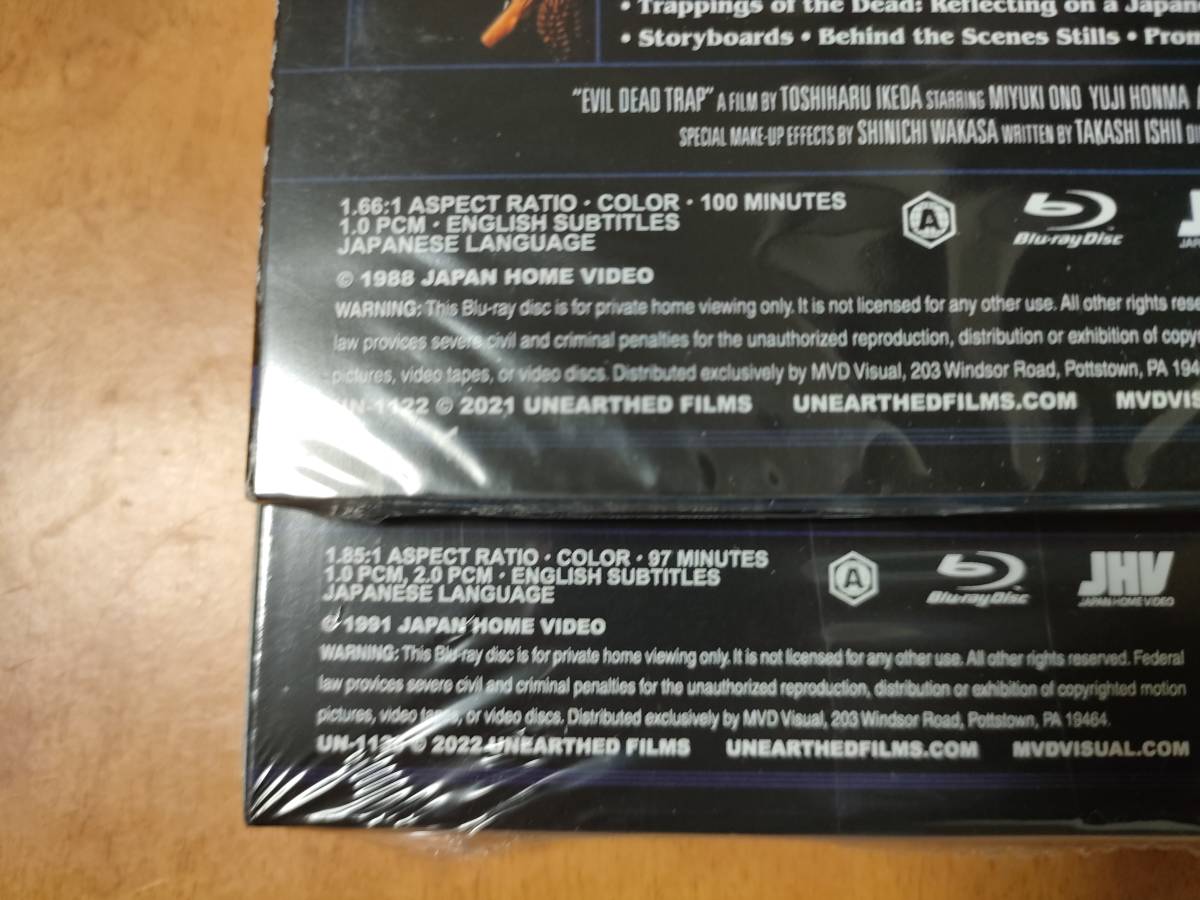 • Trappings of the Dead: Reflecting on a Japan
• Storyboards • Behind the Scenes Stills • Pron
"EVIL DEAD TRAP" A FILM BY TOSHIHARU IKEDA STARRING MIYUKI ONO YUJI HONMA
SPECIAL MAKE-UP EFFECTS BY SHINICHI WAKASA WRITTEN BY TAKASHI ISHII
1.66:1 ASPECT RATIO • COLOR • 100 MINUTES
1.0 PCM • ENGLISH SUBTITLES
JAPANESE LANGUAGE
A
Blu-ray Disc
© 1988 JAPAN HOME VIDEO
WARNING: This Blu-ray disc is for private home viewing only. It is not licensed for any other use. All other rights rese
law provices severe civil and criminal penalties for the unauthorized reproduction, distribution or exhibition of copy
pictures, video tapes, or video discs. Distributed exclusively by MVD Visual, 203 Windsor Road, Pottstown, PA 194
UN-1122 © 2021 UNEARTHED FILMS UNEARTHEDFILMS.COM MVDVIS
1.85:1 ASPECT RATIO • COLOR • 97 MINUTES
1.0 PCM, 2.0 PCM • ENGLISH SUBTITLES
JAPANESE LANGUAGE
A
Blu-ray Disc
JHV
JAPAN HOME VIDEO
© 1991 JAPAN HOME VIDEO
WARNING: This Blu-ray disc is for private home viewing only. It is not licensed for any other use. All other rights reserved. Federal
law provices severe civil and criminal penalties for the unauthorized reproduction, distribution or exhibition of copyrighted motion
pictures, video tapes, or video discs. Distributed exclusively by MVD Visual, 203 Windsor Road, Pottstown, PA 19464.
© 2022 UNEARTHED FILMS UNEARTHEDFILMS.COM MVDVISUAL.COM